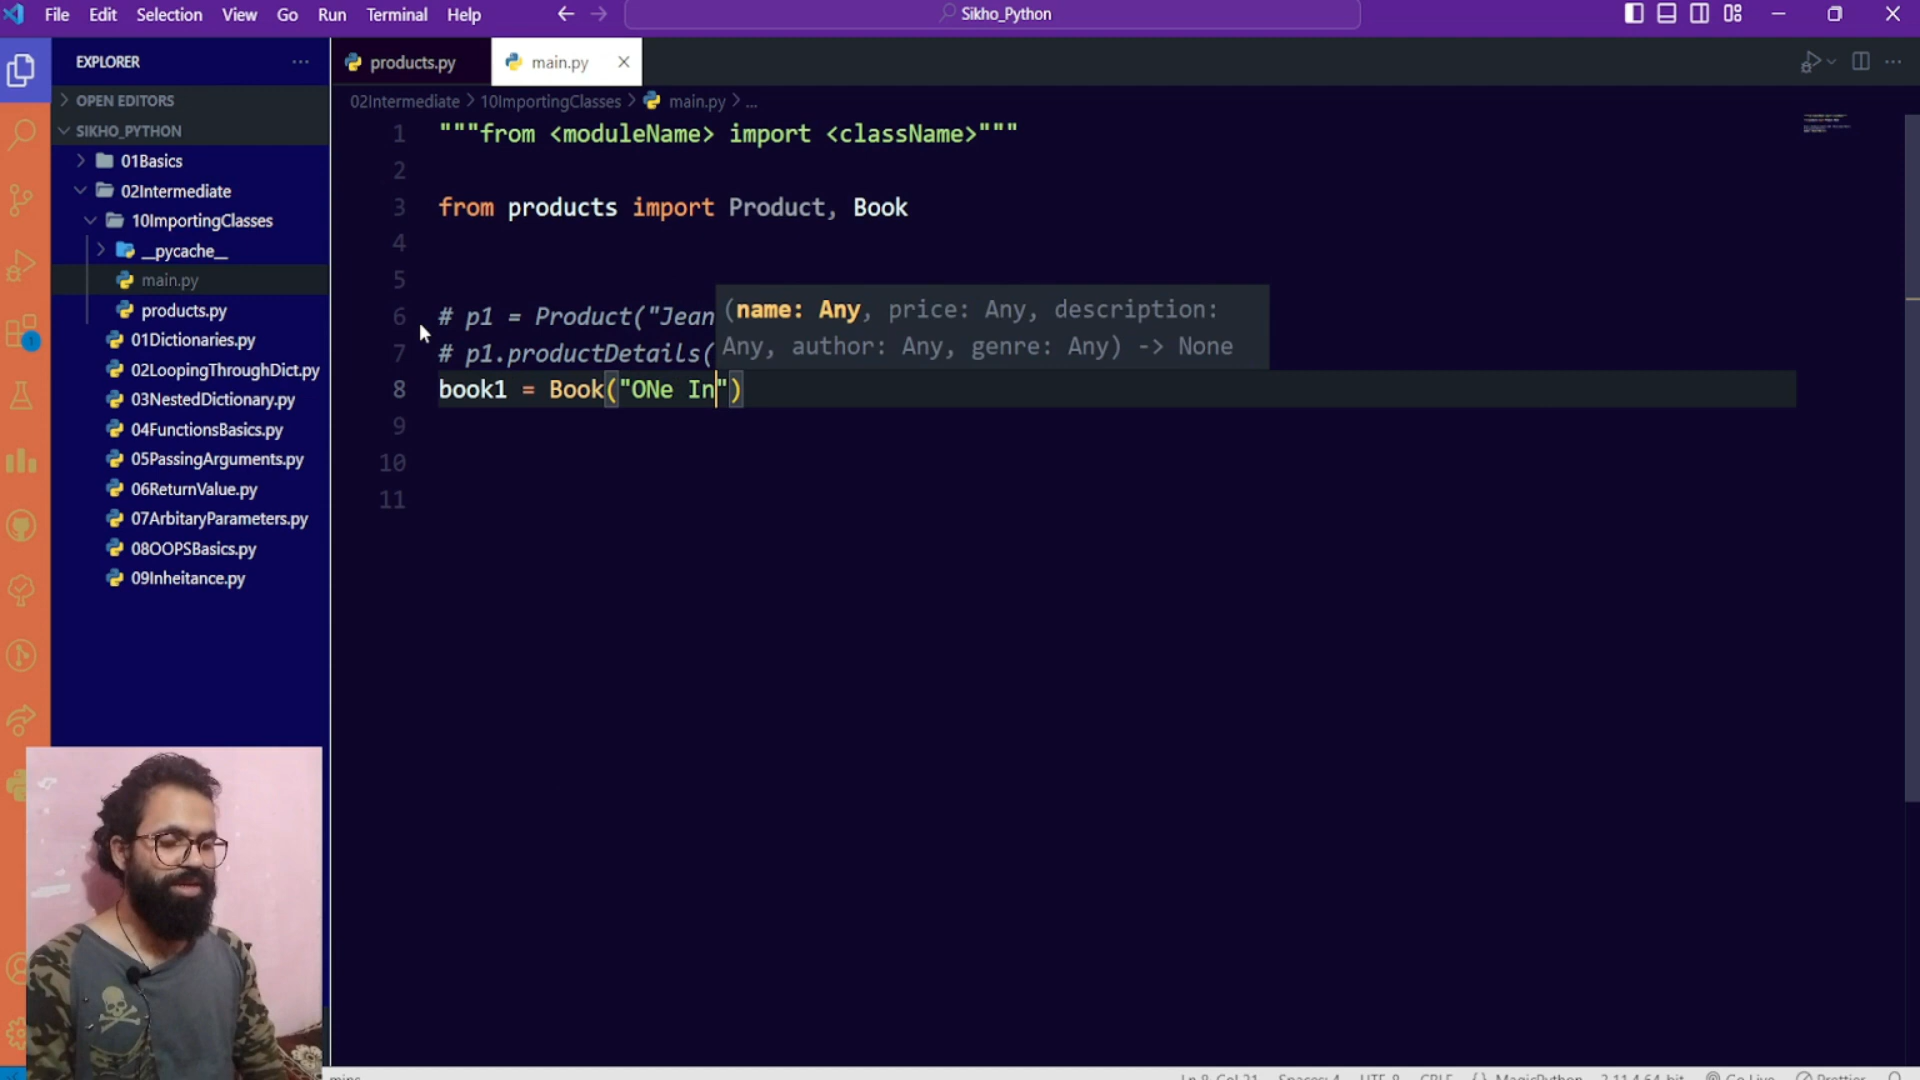 File Edit Selection View Go Run Terminal Help
Sikho_Python
EXPLORER
products.py
main.py
OPEN EDITORS
02Intermediate > 10ImportingClasses > main.py > ...
SIKHO_PYTHON
01Basics
02Intermediate
10ImportingClasses
__pycache__
main.py
products.py
01Dictionaries.py
02LoopingThroughDict.py
03NestedDictionary.py
04FunctionsBasics.py
05PassingArguments.py
06ReturnValue.py
07ArbitaryParameters.py
08OOPSBasics.py
09Inheitance.py
1 """from <moduleName> import <className>"""
2
3 from products import Product, Book
4
5
6 # p1 = Product("Jean
7 # p1.productDetails(
(name: Any, price: Any, description:
Any, author: Any, genre: Any) -> None
8 book1 = Book("ONe In")
9
10
11
1